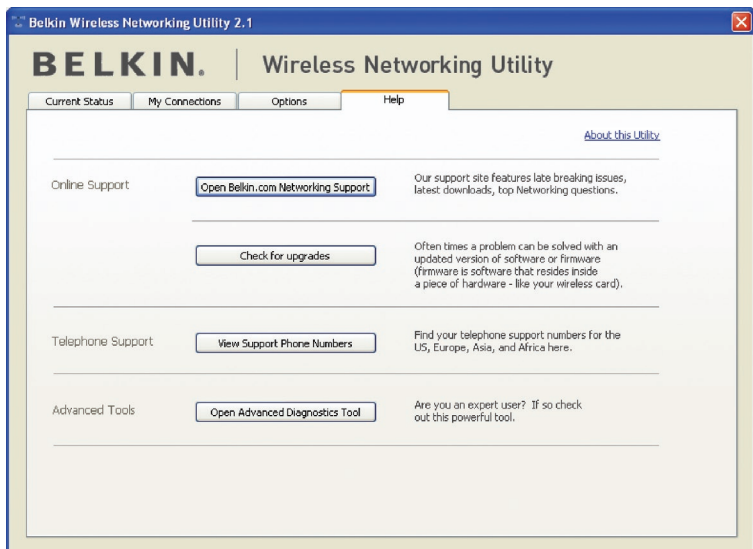 Belkin Wireless Networking Utility 2.1
BELKIN. | Wireless Networking Utility
Current Status My Connections Options Help
About this Utility
Online Support
Open Belkin.com Networking Support
Our support site features late breaking issues,
latest downloads, top Networking questions.
Check for upgrades
Often times a problem can be solved with an
updated version of software or firmware
(firmware is software that resides inside
a piece of hardware - like your wireless card).
Telephone Support
View Support Phone Numbers
Find your telephone support numbers for the
US, Europe, Asia, and Africa here.
Advanced Tools
Open Advanced Diagnostics Tool
Are you an expert user? If so check
out this powerful tool.